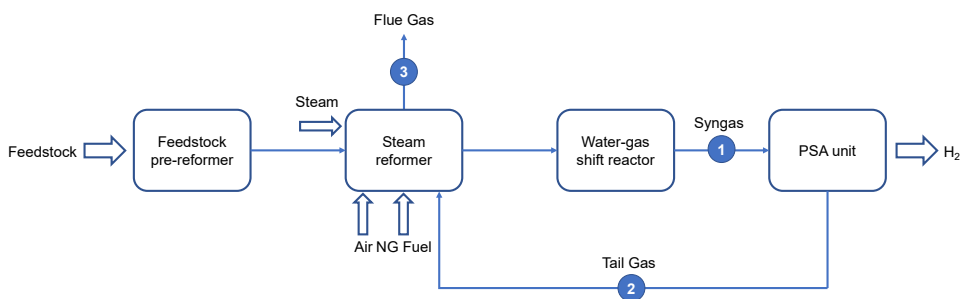 Flue Gas
3
Steam
Feedstock
Feedstock
pre-reformer
Steam
reformer
Water-gas
shift reactor
Syngas
1
PSA unit
H₂
Air NG Fuel
Tail Gas
2